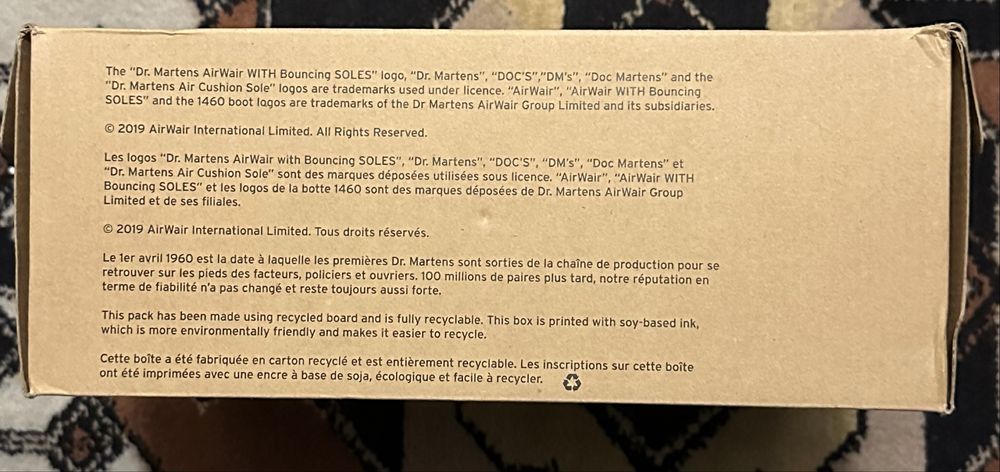 The "Dr. Martens AirWair WITH Bouncing SOLES" logo, "Dr. Martens", "DOC'S","DM's", "Doc Martens" and the
"Dr. Martens Air Cushion Sole" logos are trademarks used under licence. "AirWair", "AirWair WITH Bouncing
SOLES" and the 1460 boot logos are trademarks of the Dr Martens AirWair Group Limited and its subsidiaries.
© 2019 AirWair International Limited. All Rights Reserved.
Les logos "Dr. Martens AirWair with Bouncing SOLES", "Dr. Martens", "DOC'S", "DM's", "Doc Martens" et
"Dr. Martens Air Cushion Sole" sont des marques déposées utilisées sous licence. "AirWair", "AirWair WITH
Bouncing SOLES" et les logos de la botte 1460 sont des marques déposées de Dr. Martens AirWair Group
Limited et de ses filiales.
© 2019 AirWair International Limited. Tous droits réservés.
Le 1er avril 1960 est la date à laquelle les premières Dr. Martens sont sorties de la chaîne de production pour se
retrouver sur les pieds des facteurs, policiers et ouvriers. 100 millions de paires plus tard, notre réputation en
terme de fiabilité n'a pas changé et reste toujours aussi forte.
This pack has been made using recycled board and is fully recyclable. This box is printed with soy-based ink,
which is more environmentally friendly and makes it easier to recycle.
Cette boîte a été fabriquée en carton recyclé et est entièrement recyclable. Les inscriptions sur cette boîte
ont été imprimées avec une encre à base de soja, écologique et facile à recycler.